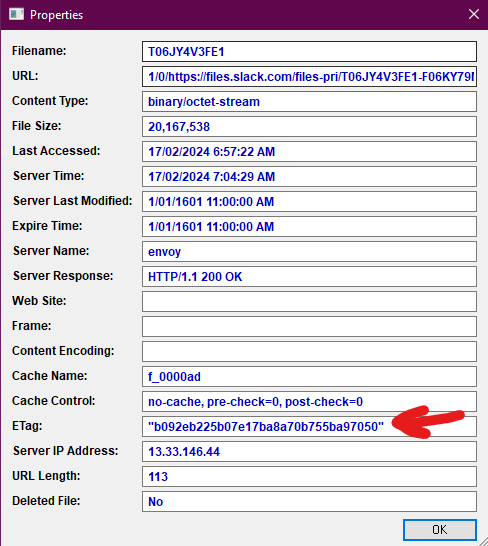 Properties
Filename: T06JY4V3FE1
URL: 1/0/https://files.slack.com/files-pri/T06JY4V3FE1-F06KY79
Content Type: binary/octet-stream
File Size: 20,167,538
Last Accessed: 17/02/2024 6:57:22 AM
Server Time: 17/02/2024 7:04:29 AM
Server Last Modified: 1/01/1601 11:00:00 AM
Expire Time: 1/01/1601 11:00:00 AM
Server Name: envoy
Server Response: HTTP/1.1 200 OK
Web Site:
Frame:
Content Encoding:
Cache Name: f_0000ad
Cache Control: no-cache, pre-check=0, post-check=0
ETag: "b092eb225b07e17ba8a70b755ba97050"
Server IP Address: 13.33.146.44
URL Length: 113
Deleted File: No
OK